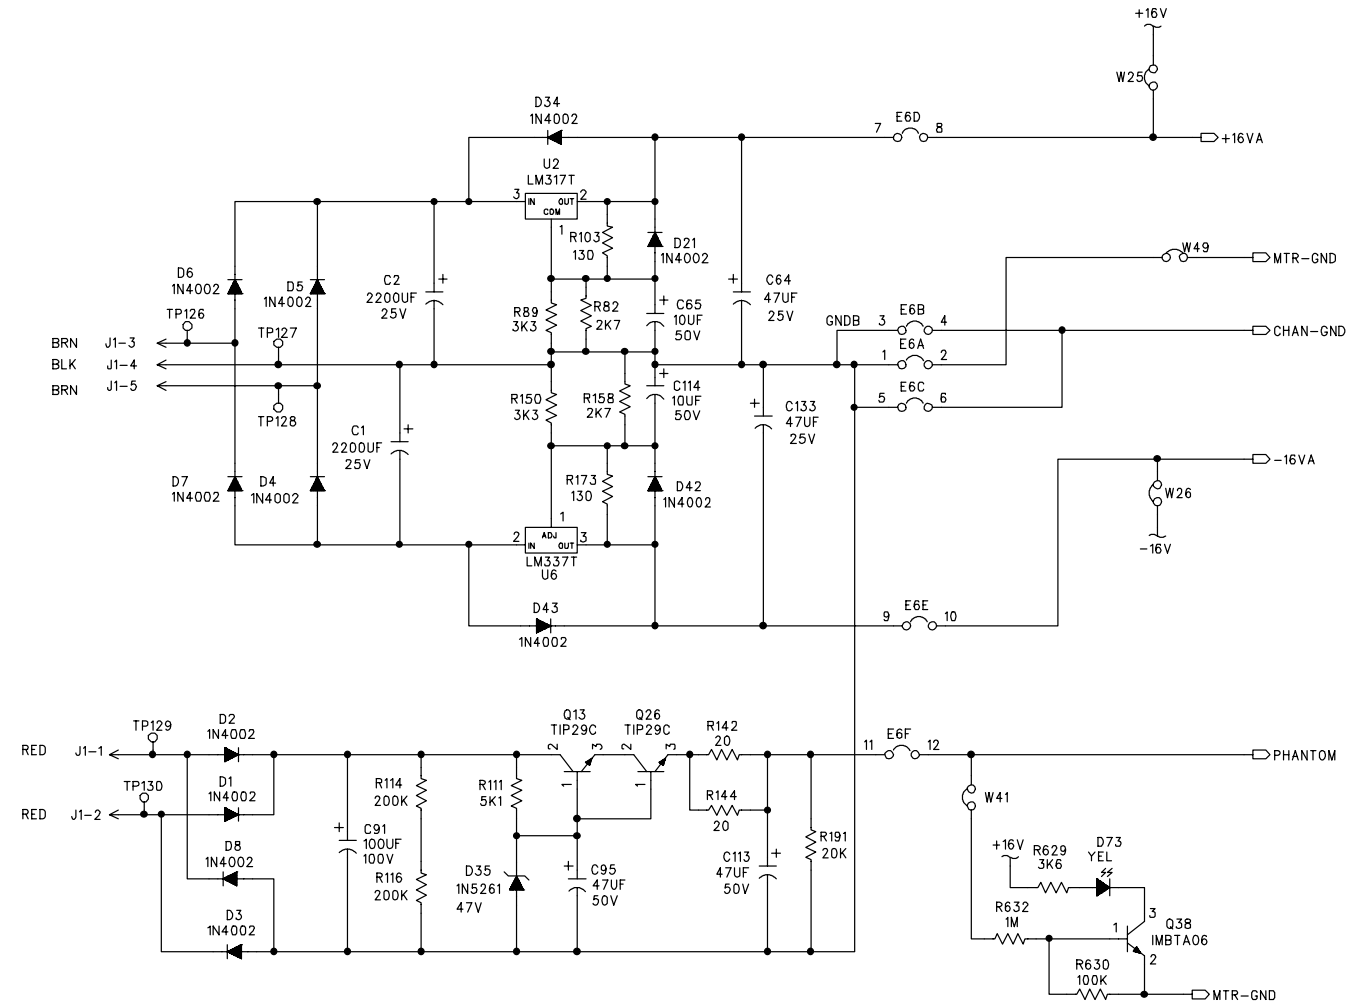 +16V
W25
D34
1N4002
E6D
7 8
+16VA
U2
LM317T
3 IN OUT 2
COM
1
R103
130
D21
1N4002
W49
MTR-GND
D6
1N4002
D5
1N4002
C2
2200UF
25V
+
R89
3K3
R82
2K7
+
C65
10UF
50V
+
C64
47UF
25V
TP126
TP127
GNDB
E6B
3 4
CHAN-GND
BRN J1-3
BLK J1-4
BRN J1-5
E6A
1 2
E6C
5 6
TP128
C1
2200UF
25V
+
R150
3K3
R158
2K7
+
C114
10UF
50V
+
C133
47UF
25V
-16VA
D7
1N4002
D4
1N4002
R173
130
D42
1N4002
W26
-16V
1
ADJ
2 IN OUT 3
LM337T
U6
D43
1N4002
E6E
9 10
RED J1-1
TP129
D2
1N4002
Q13
TIP29C
2 3
1
Q26
TIP29C
2 3
1
R142
20
E6F
11 12
PHANTOM
RED J1-2
TP130
D1
1N4002
R114
200K
R111
5K1
R144
20
W41
D8
1N4002
+
C91
100UF
100V
R116
200K
D35
1N5261
47V
+
C95
47UF
50V
C113
47UF
50V
+
R191
20K
+16V
R629
3K6
D73
YEL
D3
1N4002
R632
1M
1
3
2
Q38
IMBTA06
R630
100K
MTR-GND